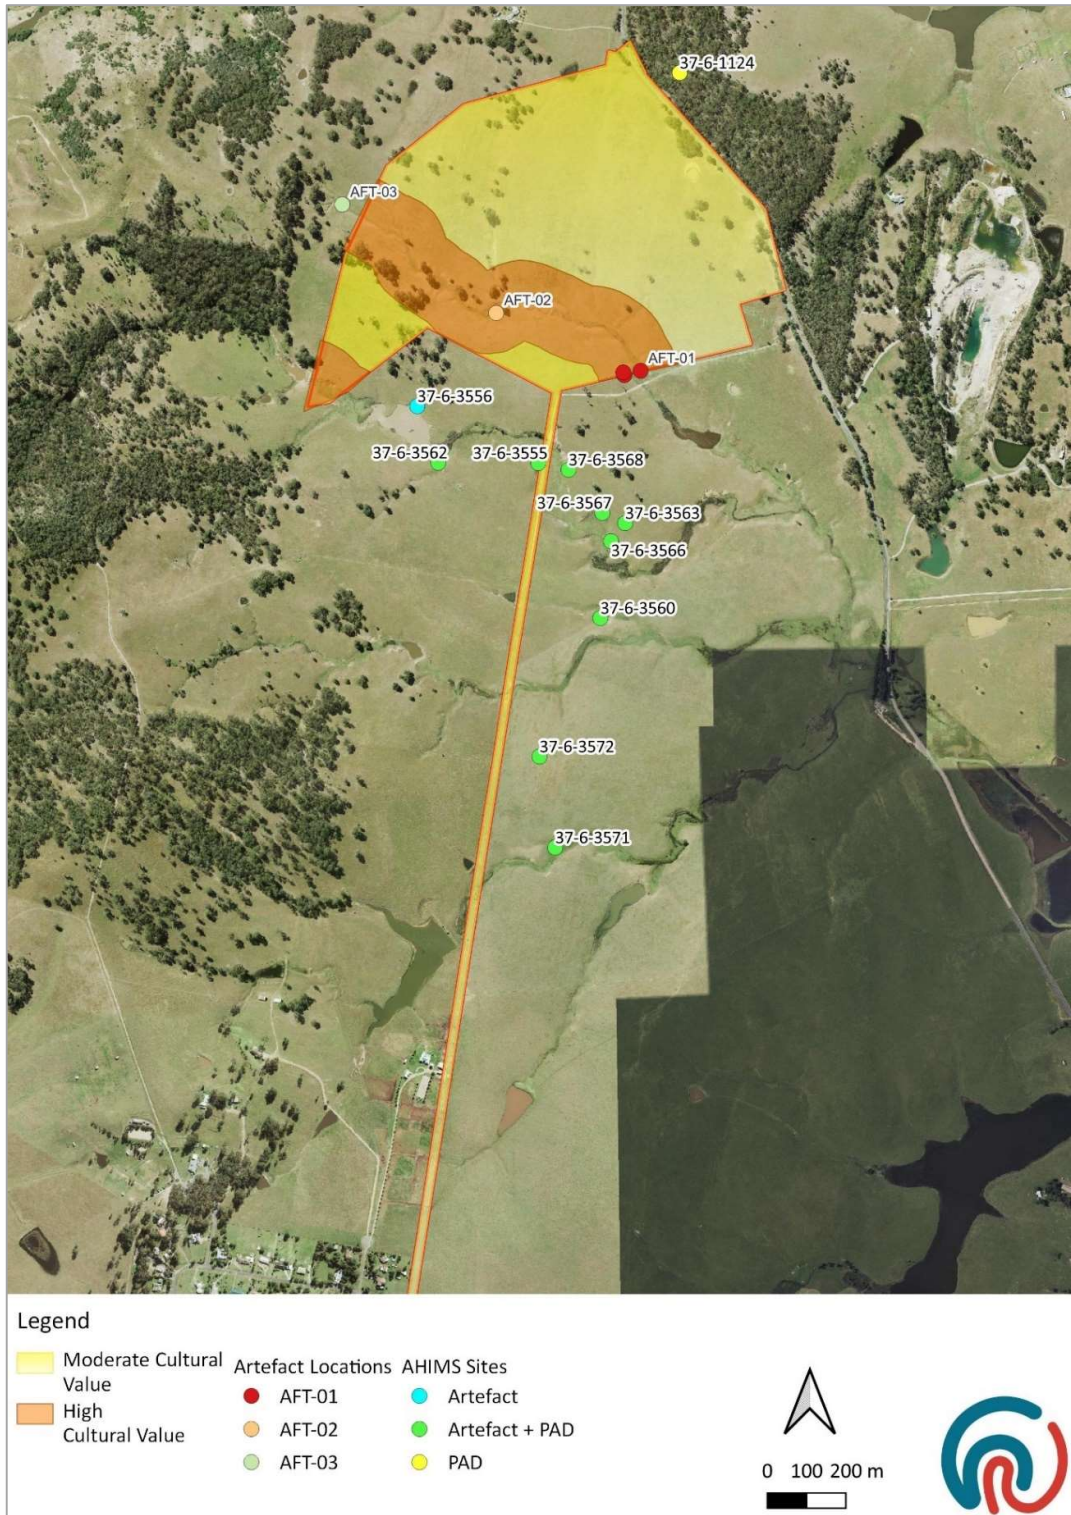 37-6-1124
AFT-03
AFT-02
AFT-01
37-6-3556
37-6-3562
37-6-3555
37-6-3568
37-6-3567
37-6-3563
37-6-3566
37-6-3560
37-6-3572
37-6-3571
Legend
Moderate Cultural
Value
High
Cultural Value
Artefact Locations
AFT-01
AFT-02
AFT-03
AHIMS Sites
Artefact
Artefact + PAD
PAD
0 100 200 m